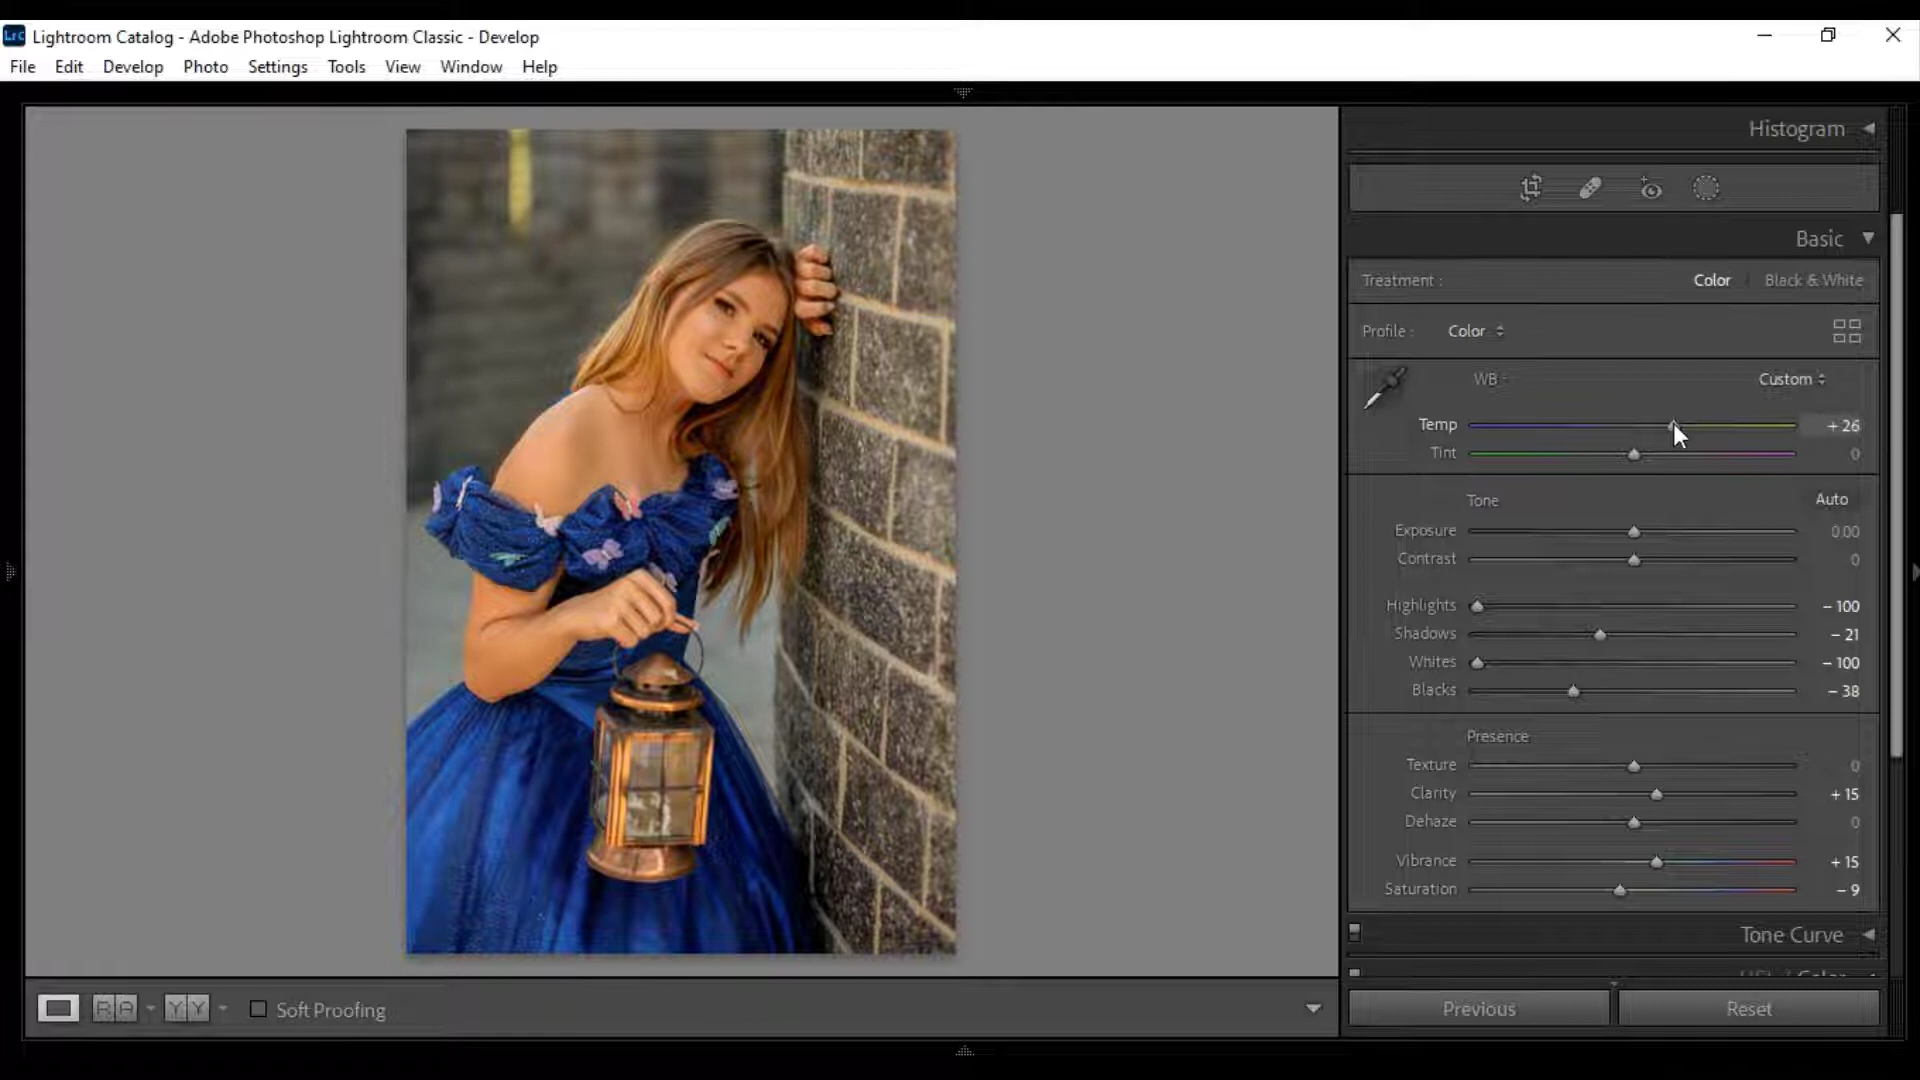 Lrc Lightroom Catalog - Adobe Photoshop Lightroom Classic - Develop
File Edit Develop Photo Settings Tools View Window Help
Histogram
Basic
Treatment : Color Black & White
Profile : Color
WB : Custom
Temp + 26
Tint 0
Tone Auto
Exposure 0.00
Contrast 0
Highlights – 100
Shadows – 21
Whites – 100
Blacks – 38
Presence
Texture 0
Clarity + 15
Dehaze 0
Vibrance + 15
Saturation – 9
Tone Curve
Color
R A Y Y Soft Proofing
Previous Reset